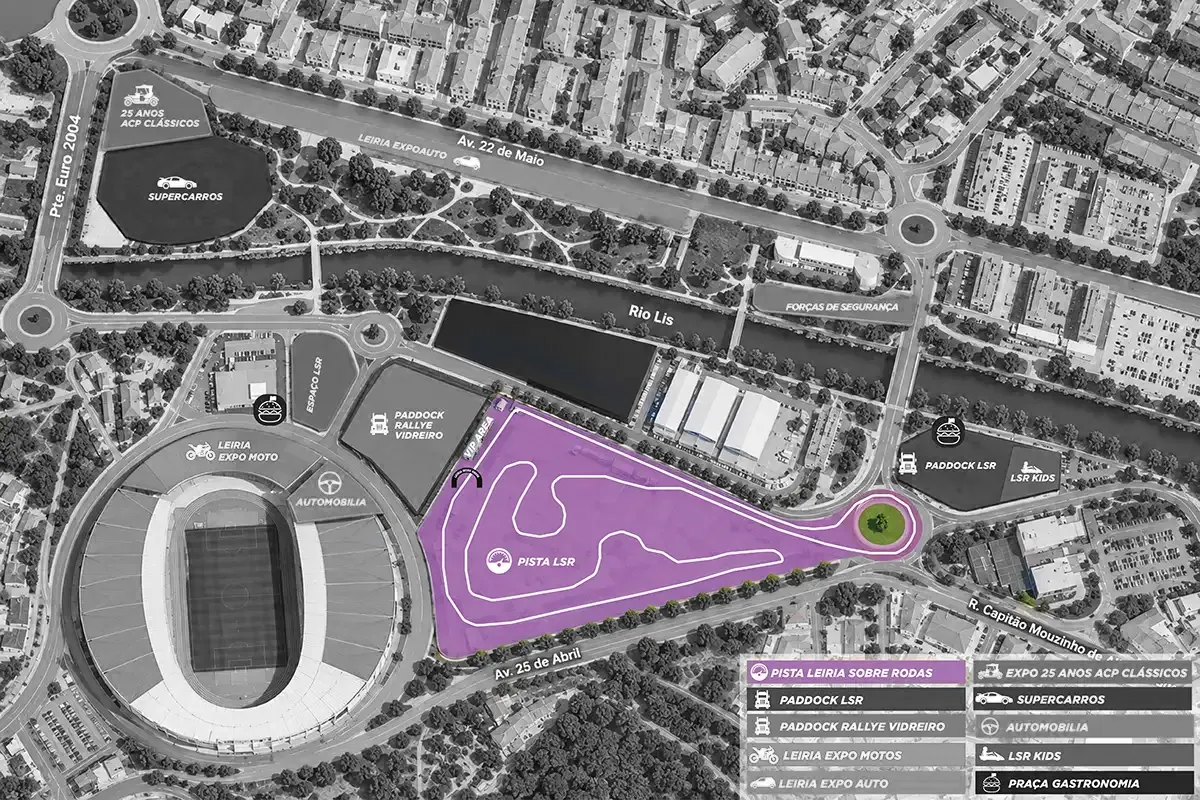 25 ANOS
ACP CLÁSSICOS
Pte. Euro 2004
SUPERCARROS
LEIRIA EXPOAUTO
Av. 22 de Maio
Rio Lis
FORÇAS DE SEGURANÇA
ESPAÇO LSR
PADDOCK
RALLYE
VIDREIRO
VIP AREA
LEIRIA
EXPO MOTO
AUTOMOBILIA
PADDOCK LSR
LSR KIDS
PISTA LSR
Av. 25 de Abril
R. Capitão Mouzinho de
PISTA LEIRIA SOBRE RODAS
PADDOCK LSR
PADDOCK RALLYE VIDREIRO
LEIRIA EXPO MOTOS
LEIRIA EXPO AUTO
EXPO 25 ANOS ACP CLÁSSICOS
SUPERCARROS
AUTOMOBILIA
LSR KIDS
PRAÇA GASTRONOMIA